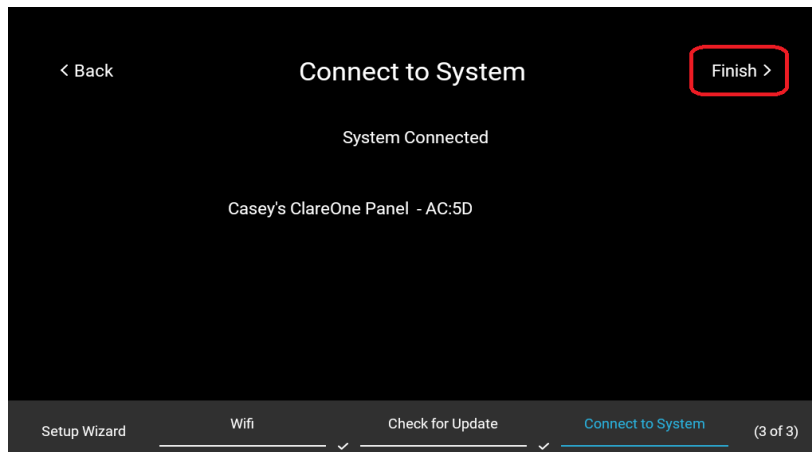 < Back
Connect to System
Finish >
System Connected
Casey's ClareOne Panel - AC:5D
Setup Wizard
Wifi
Check for Update
Connect to System
(3 of 3)